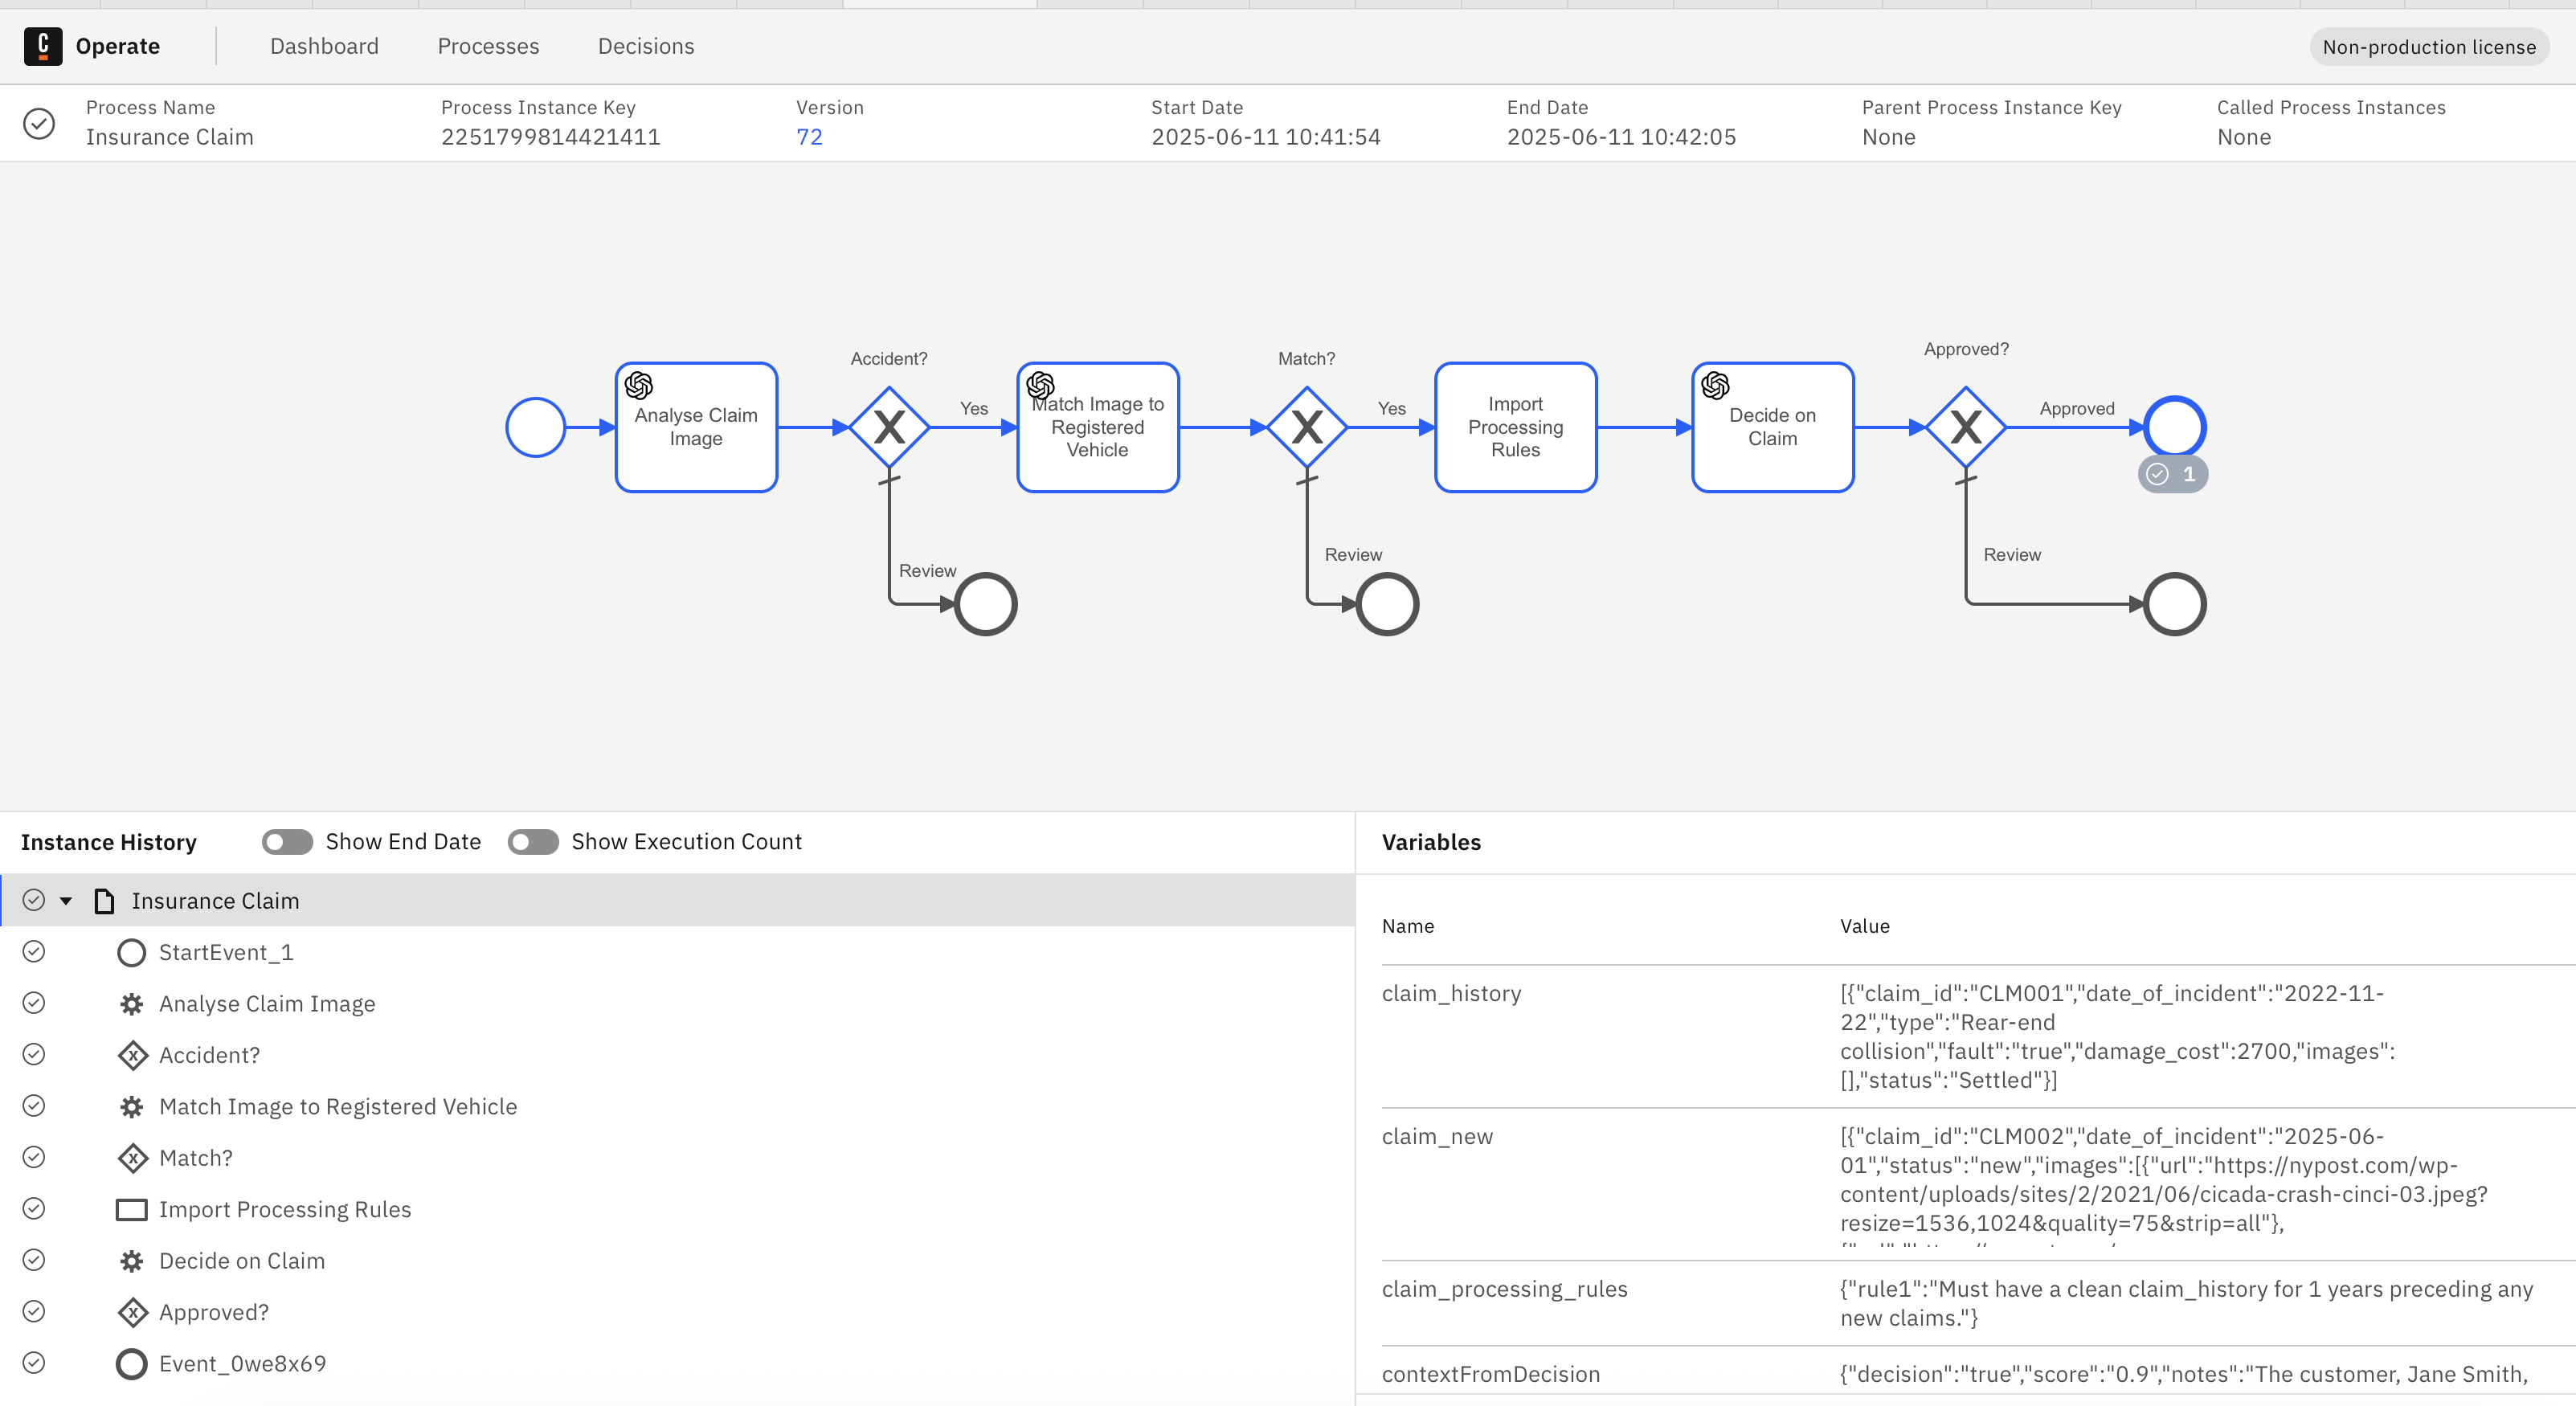 Operate
Dashboard
Processes
Decisions
Non-production license
Process Name
Insurance Claim
Process Instance Key
2251799814421411
Version
72
Start Date
2025-06-11 10:41:54
End Date
2025-06-11 10:42:05
Parent Process Instance Key
None
Called Process Instances
None
Analyse Claim
Image
Accident?
Yes
Review
Match Image to
Registered
Vehicle
Match?
Yes
Review
Import
Processing
Rules
Decide on
Claim
Approved?
Approved
1
Review
Instance History
Show End Date
Show Execution Count
Insurance Claim
StartEvent_1
Analyse Claim Image
Accident?
Match Image to Registered Vehicle
Match?
Import Processing Rules
Decide on Claim
Approved?
Event_0we8x69
Variables
Name
Value
claim_history
[{"claim_id":"CLM001","date_of_incident":"2022-11-
22","type":"Rear-end
collision","fault":"true","damage_cost":2700,"images":
[],"status":"Settled"}]
claim_new
[{"claim_id":"CLM002","date_of_incident":"2025-06-
01","status":"new","images":[{"url":"https://nypost.com/wp-
content/uploads/sites/2/2021/06/cicada-crash-cinci-03.jpeg?
resize=1536,1024&quality=75&strip=all"},
claim_processing_rules
{"rule1":"Must have a clean claim_history for 1 years preceding any
new claims."}
contextFromDecision
{"decision":"true","score":"0.9","notes":"The customer, Jane Smith,